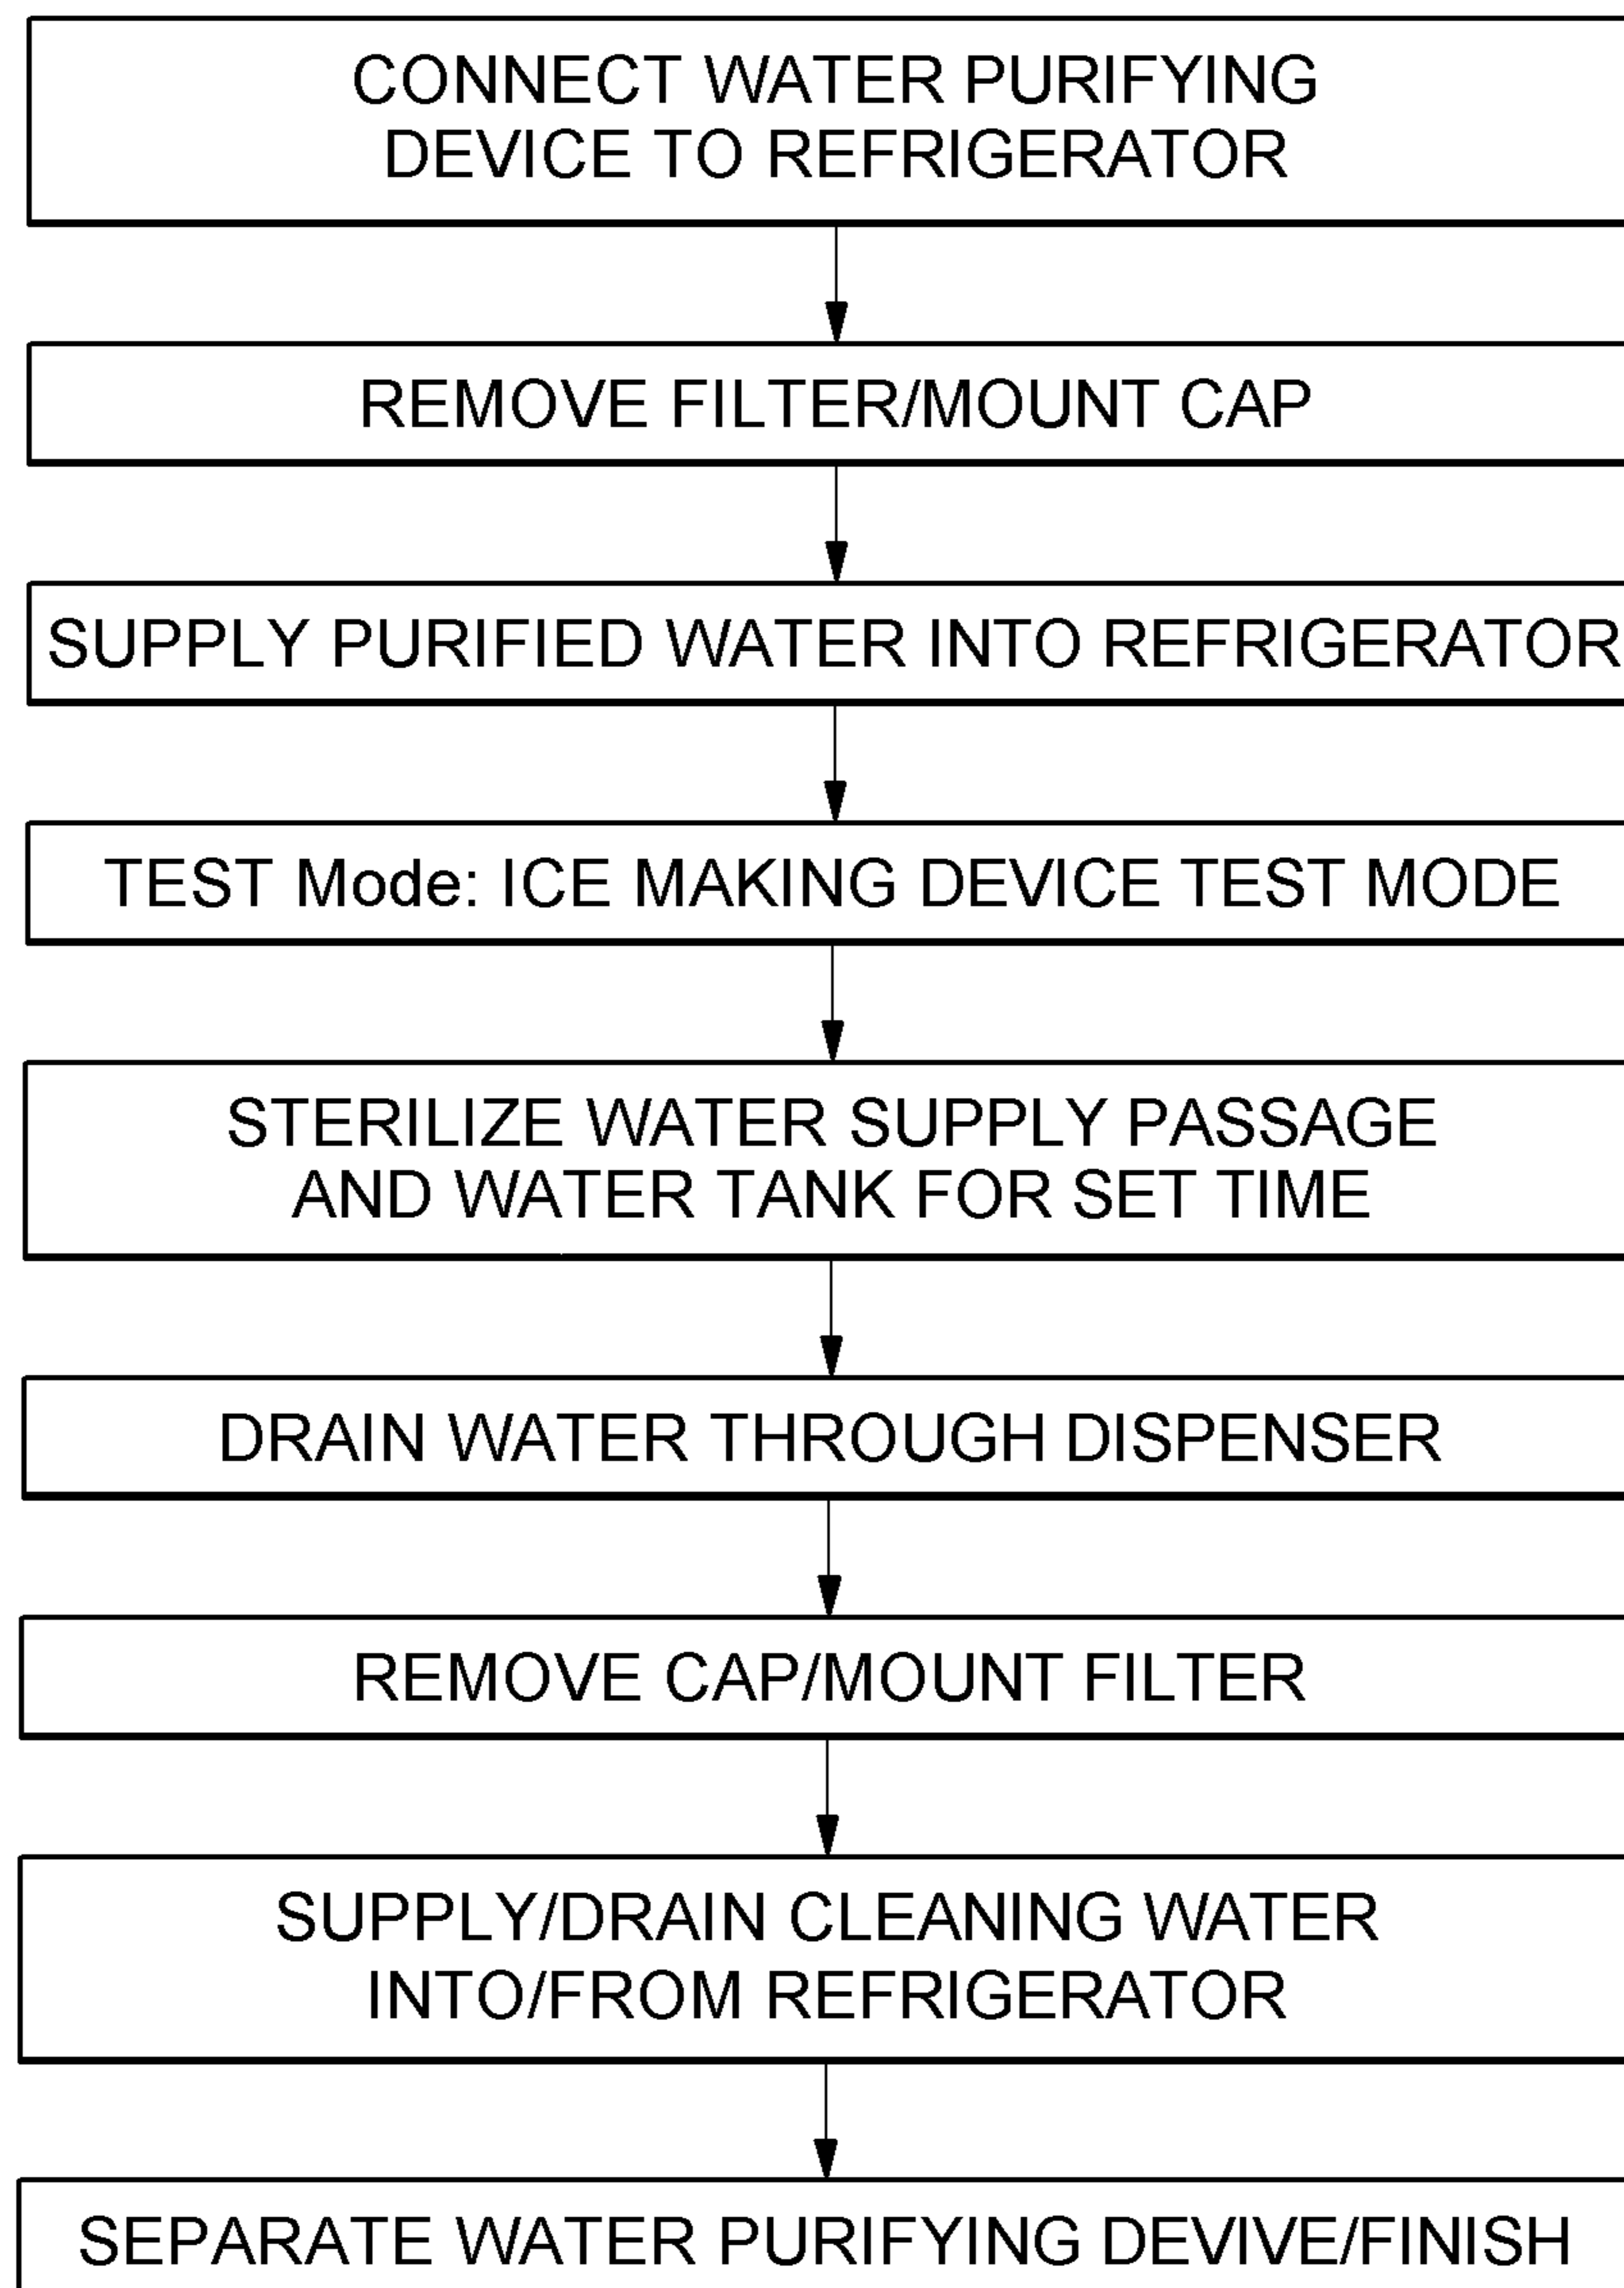 CONNECT WATER PURIFYING
DEVICE TO REFRIGERATOR
REMOVE FILTER/MOUNT CAP
SUPPLY PURIFIED WATER INTO REFRIGERATOR
TEST Mode: ICE MAKING DEVICE TEST MODE
STERILIZE WATER SUPPLY PASSAGE
AND WATER TANK FOR SET TIME
DRAIN WATER THROUGH DISPENSER
REMOVE CAP/MOUNT FILTER
SUPPLY/DRAIN CLEANING WATER
INTO/FROM REFRIGERATOR
SEPARATE WATER PURIFYING DEVIVE/FINISH